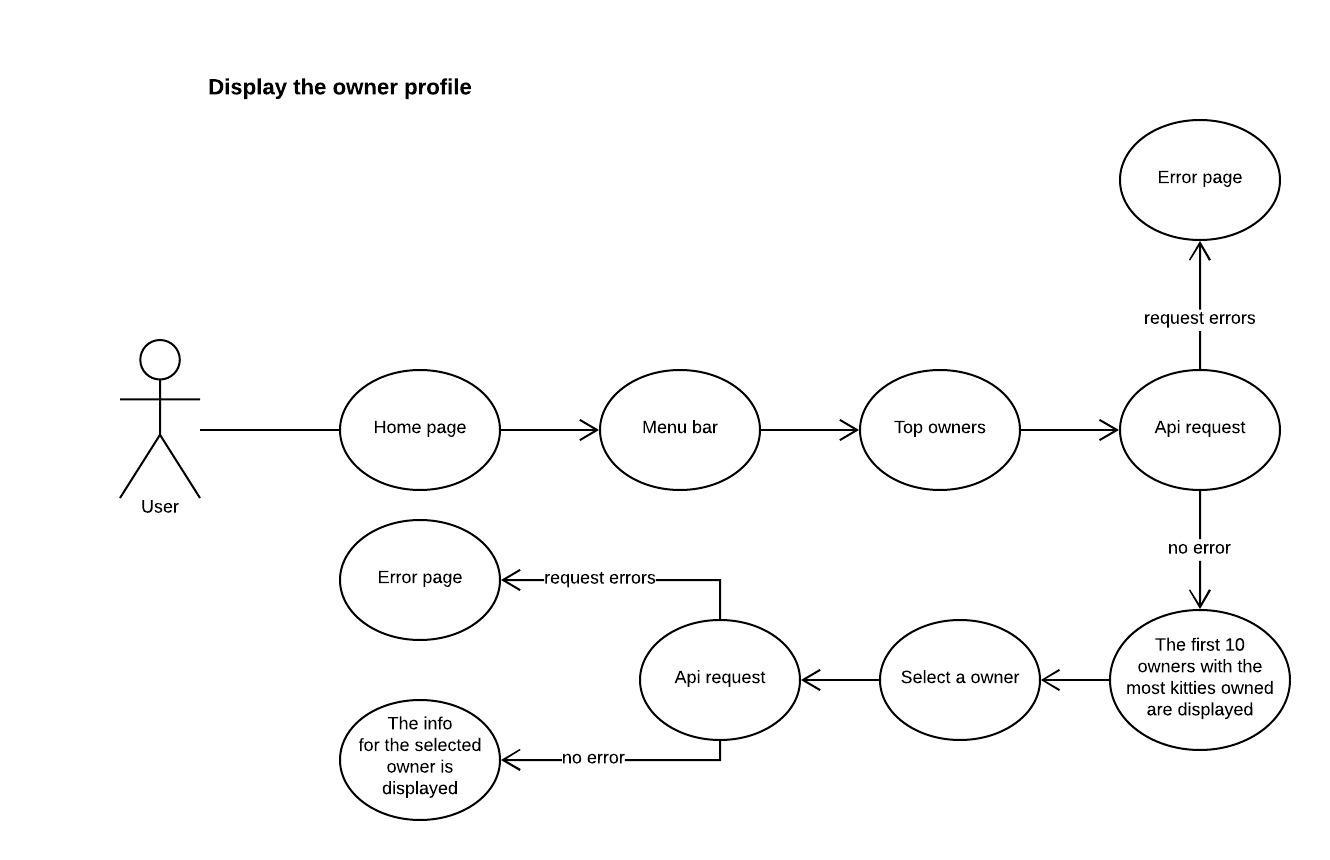 Display the owner profile
Error page
request errors
User
Home page
Menu bar
Top owners
Api request
no error
Error page
request errors
The first 10
owners with the
most kitties owned
are displayed
Select a owner
Api request
no error
The info
for the selected
owner is
displayed